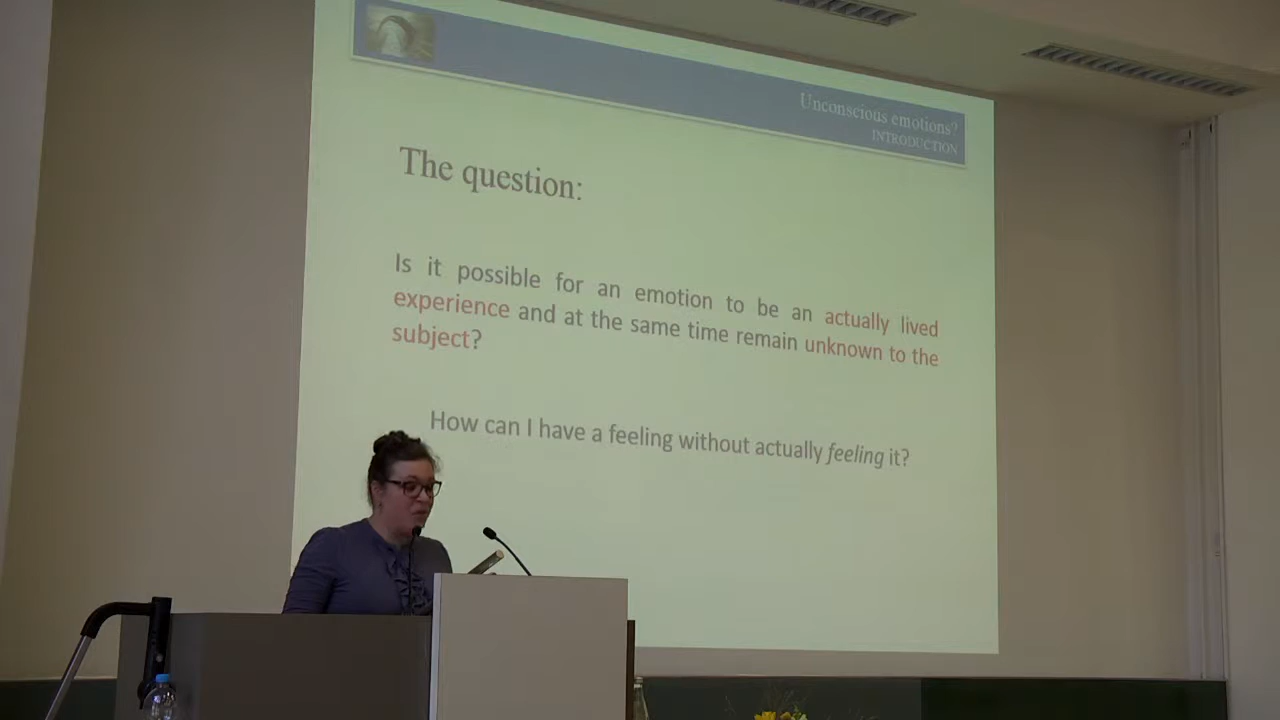 Unconscious emotions?
INTRODUCTION
The question:
Is it possible for an emotion to be an actually lived
experience and at the same time remain unknown to the
subject?
How can I have a feeling without actually feeling it?